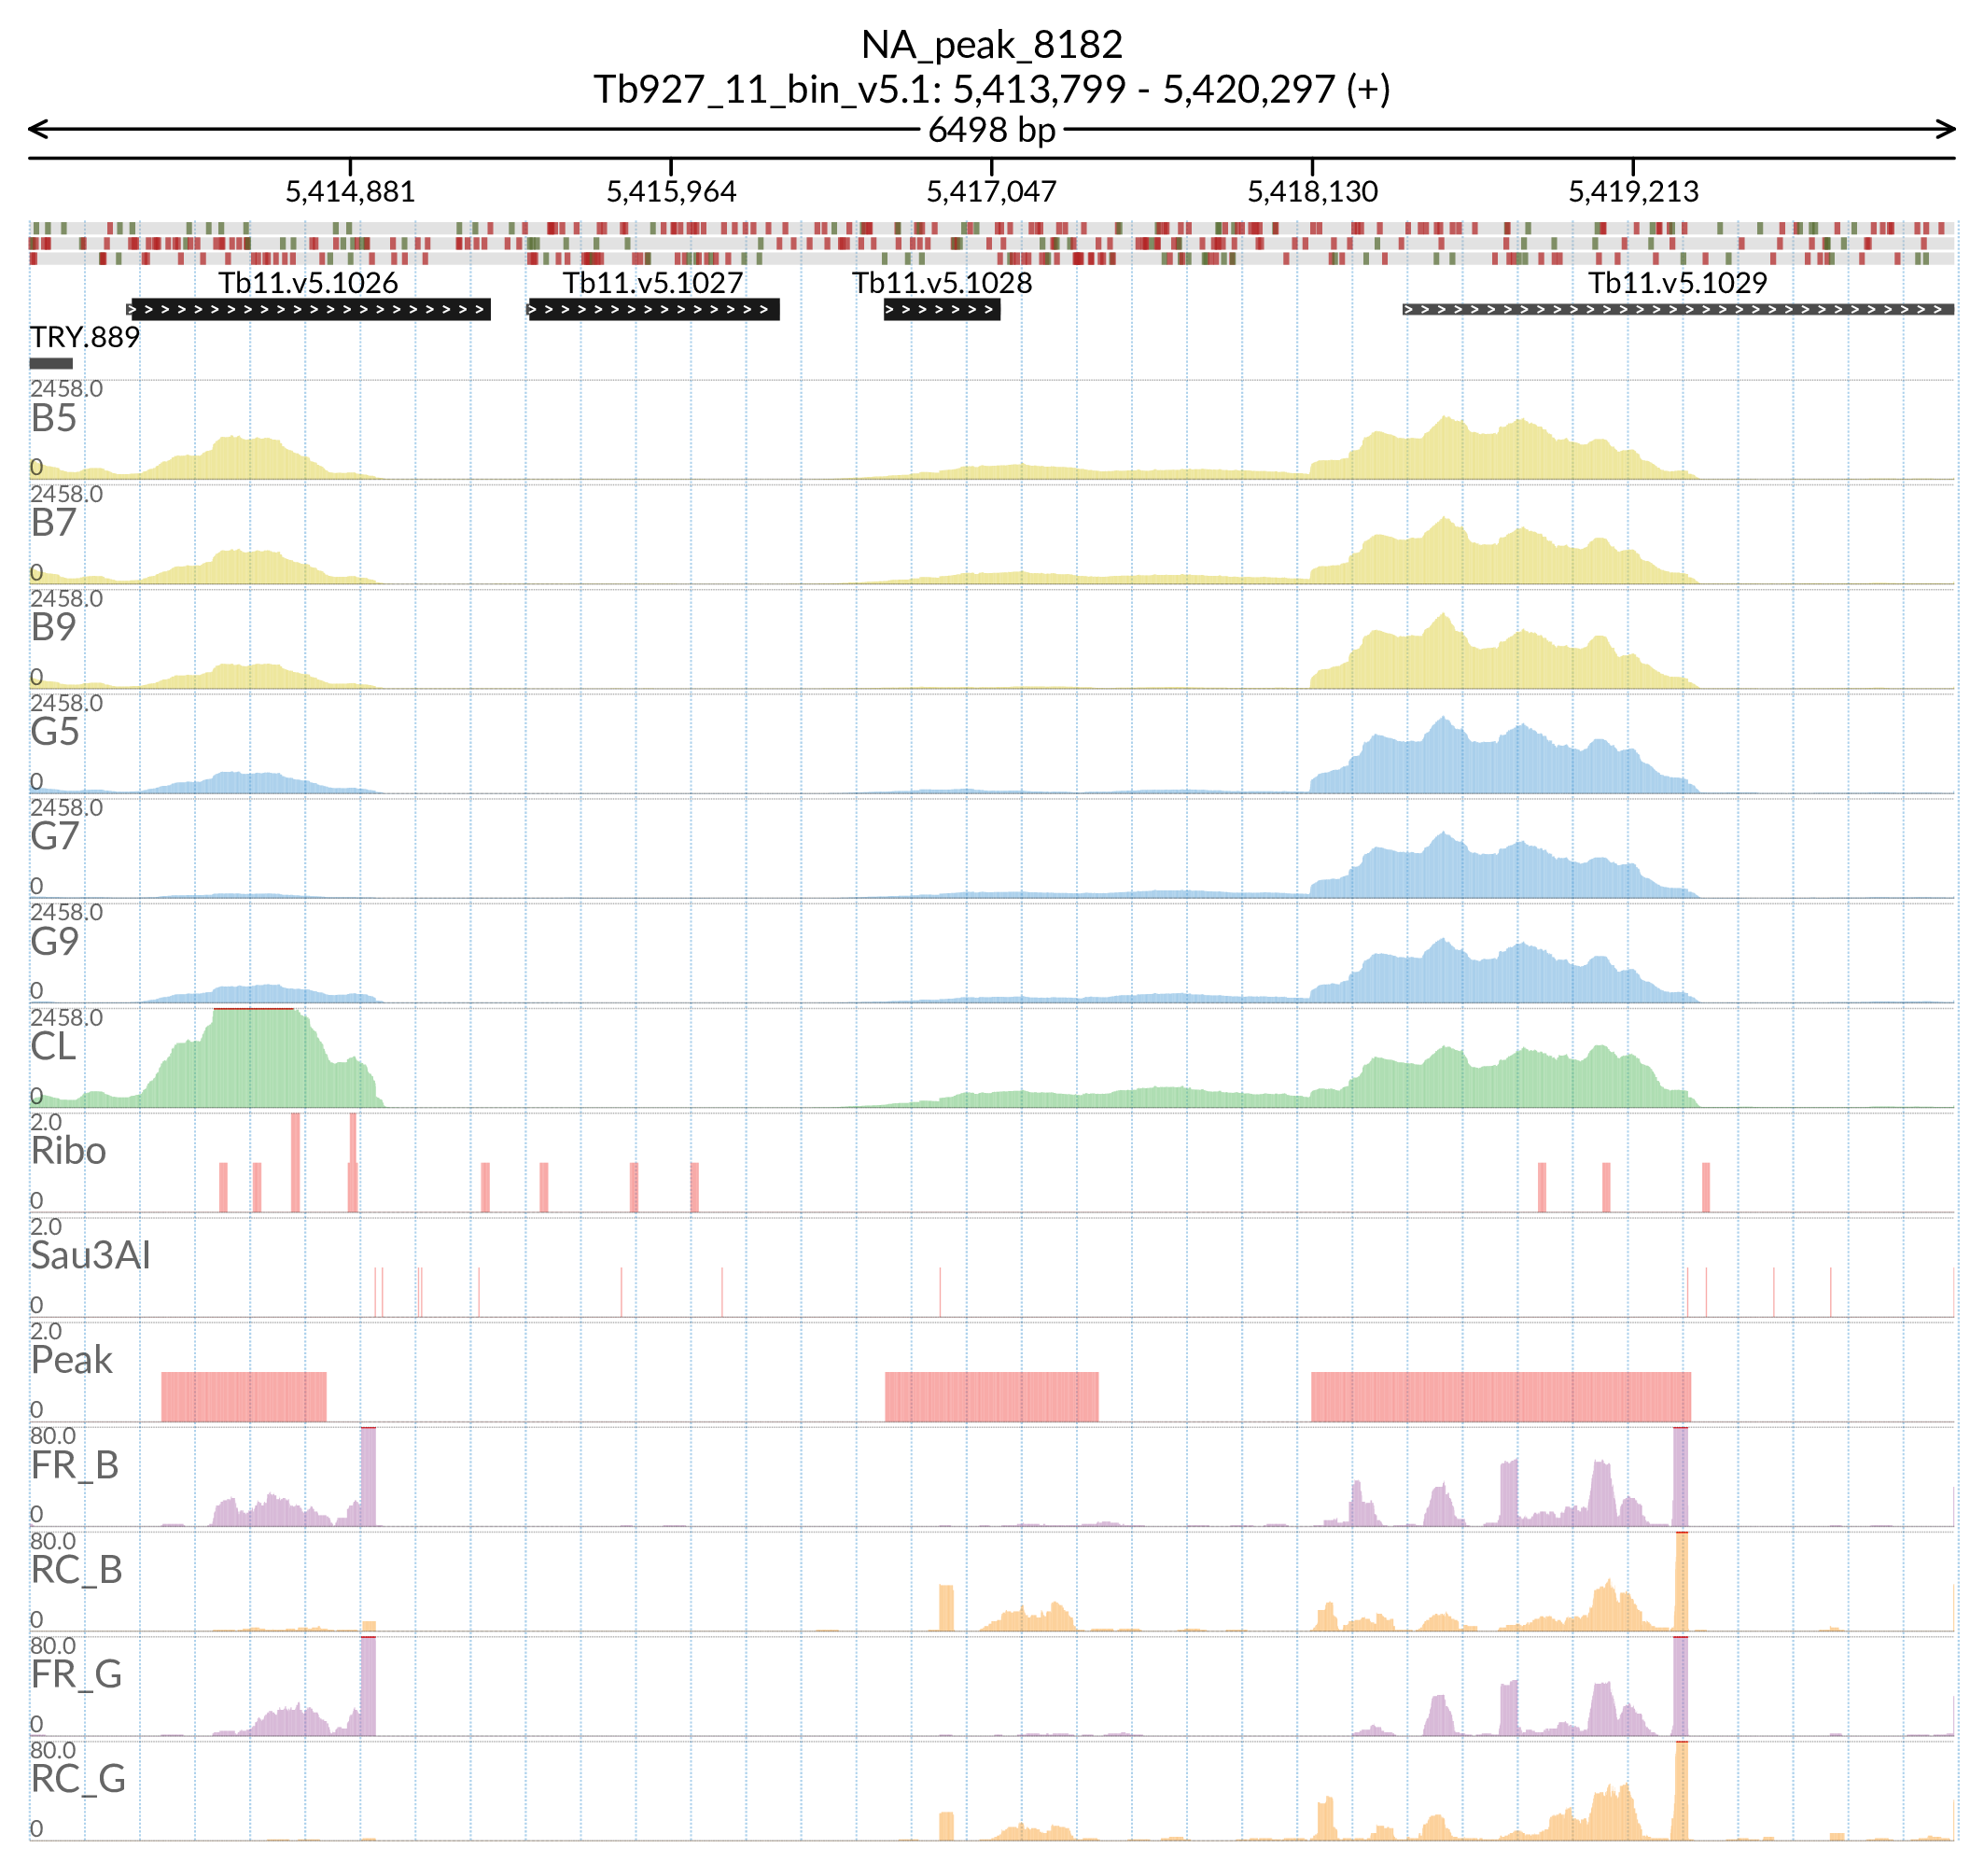 NA_peak_8182
Tb927_11_bin_v5.1: 5,413,799 - 5,420,297 (+)
6498 bp
5,414,881 5,415,964 5,417,047 5,418,130 5,419,213
Tb11.v5.1026 Tb11.v5.1027 Tb11.v5.1028 Tb11.v5.1029
TRY.889
2458.0
B5
0
2458.0
B7
0
2458.0
B9
0
2458.0
G5
0
2458.0
G7
0
2458.0
G9
0
2458.0
CL
0
2.0
Ribo
0
2.0
Sau3AI
0
2.0
Peak
0
80.0
FR_B
0
80.0
RC_B
0
80.0
FR_G
0
80.0
RC_G
0